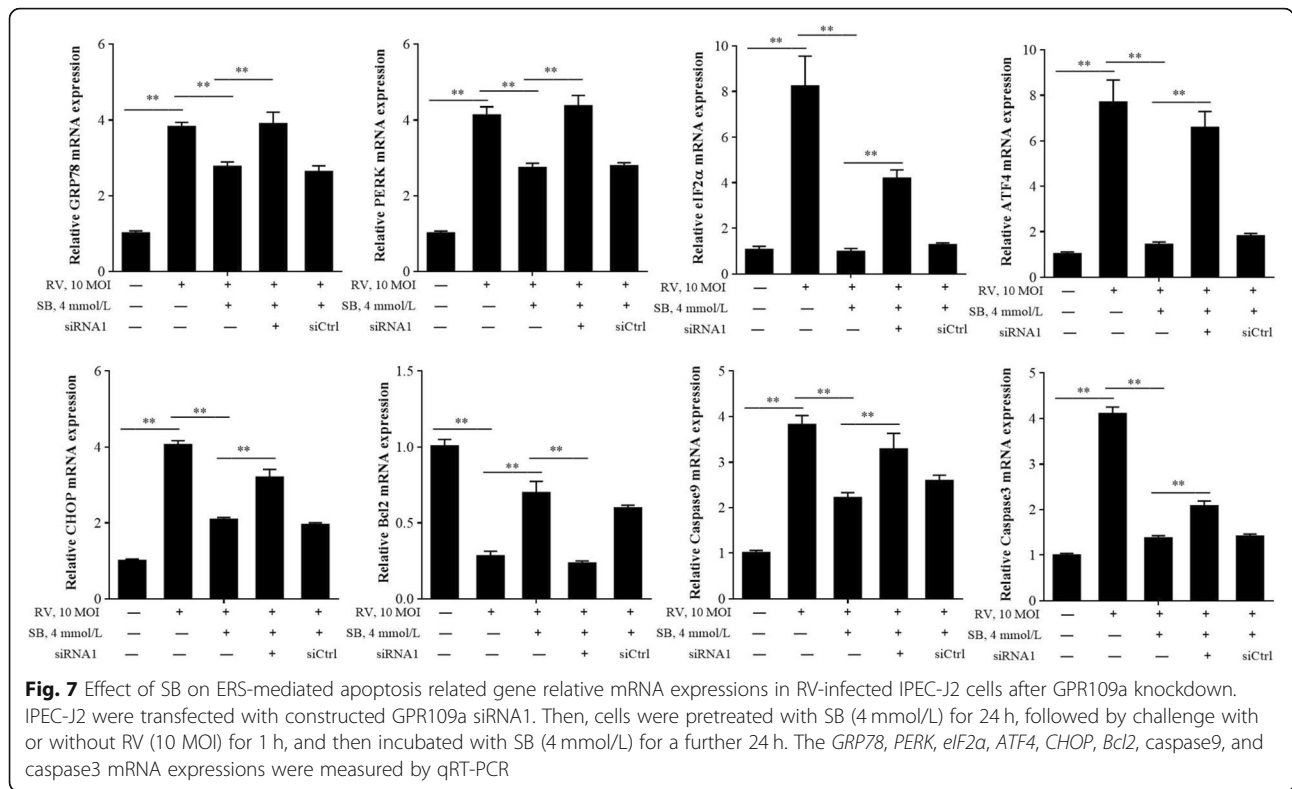 Relative GRP78 mRNA expression
6
4
2
0
**
**
**
RV, 10 MOI — + + + +
SB, 4 mmol/L — — + + +
siRNA1 — — — + siCtrl
Relative PERK mRNA expression
6
4
2
0
**
**
**
RV, 10 MOI — + + + +
SB, 4 mmol/L — — + + +
siRNA1 — — — + siCtrl
Relative eIF2α mRNA expression
10
8
6
4
2
0
**
**
**
RV, 10 MOI — + + + +
SB, 4 mmol/L — — + + +
siRNA1 — — — + siCtrl
Relative ATF4 mRNA expression
10
8
6
4
2
0
**
**
**
RV, 10 MOI — + + + +
SB, 4 mmol/L — — + + +
siRNA1 — — — + siCtrl
Relative CHOP mRNA expression
6
4
2
0
**
**
**
RV, 10 MOI — + + + +
SB, 4 mmol/L — — + + +
siRNA1 — — — + siCtrl
Relative Bcl2 mRNA expression
1.5
1.0
0.5
0.0
**
**
**
RV, 10 MOI — + + + +
SB, 4 mmol/L — — + + +
siRNA1 — — — + siCtrl
Relative Caspase9 mRNA expression
5
4
3
2
1
0
**
**
**
RV, 10 MOI — + + + +
SB, 4 mmol/L — — + + +
siRNA1 — — — + siCtrl
Relative Caspase3 mRNA expression
5
4
3
2
1
0
**
**
**
RV, 10 MOI — + + + +
SB, 4 mmol/L — — + + +
siRNA1 — — — + siCtrl
Fig. 7 Effect of SB on ERS-mediated apoptosis related gene relative mRNA expressions in RV-infected IPEC-J2 cells after GPR109a knockdown.
IPEC-J2 were transfected with constructed GPR109a siRNA1. Then, cells were pretreated with SB (4 mmol/L) for 24 h, followed by challenge with
or without RV (10 MOI) for 1 h, and then incubated with SB (4 mmol/L) for a further 24 h. The GRP78, PERK, eIF2α, ATF4, CHOP, Bcl2, caspase9, and
caspase3 mRNA expressions were measured by qRT-PCR